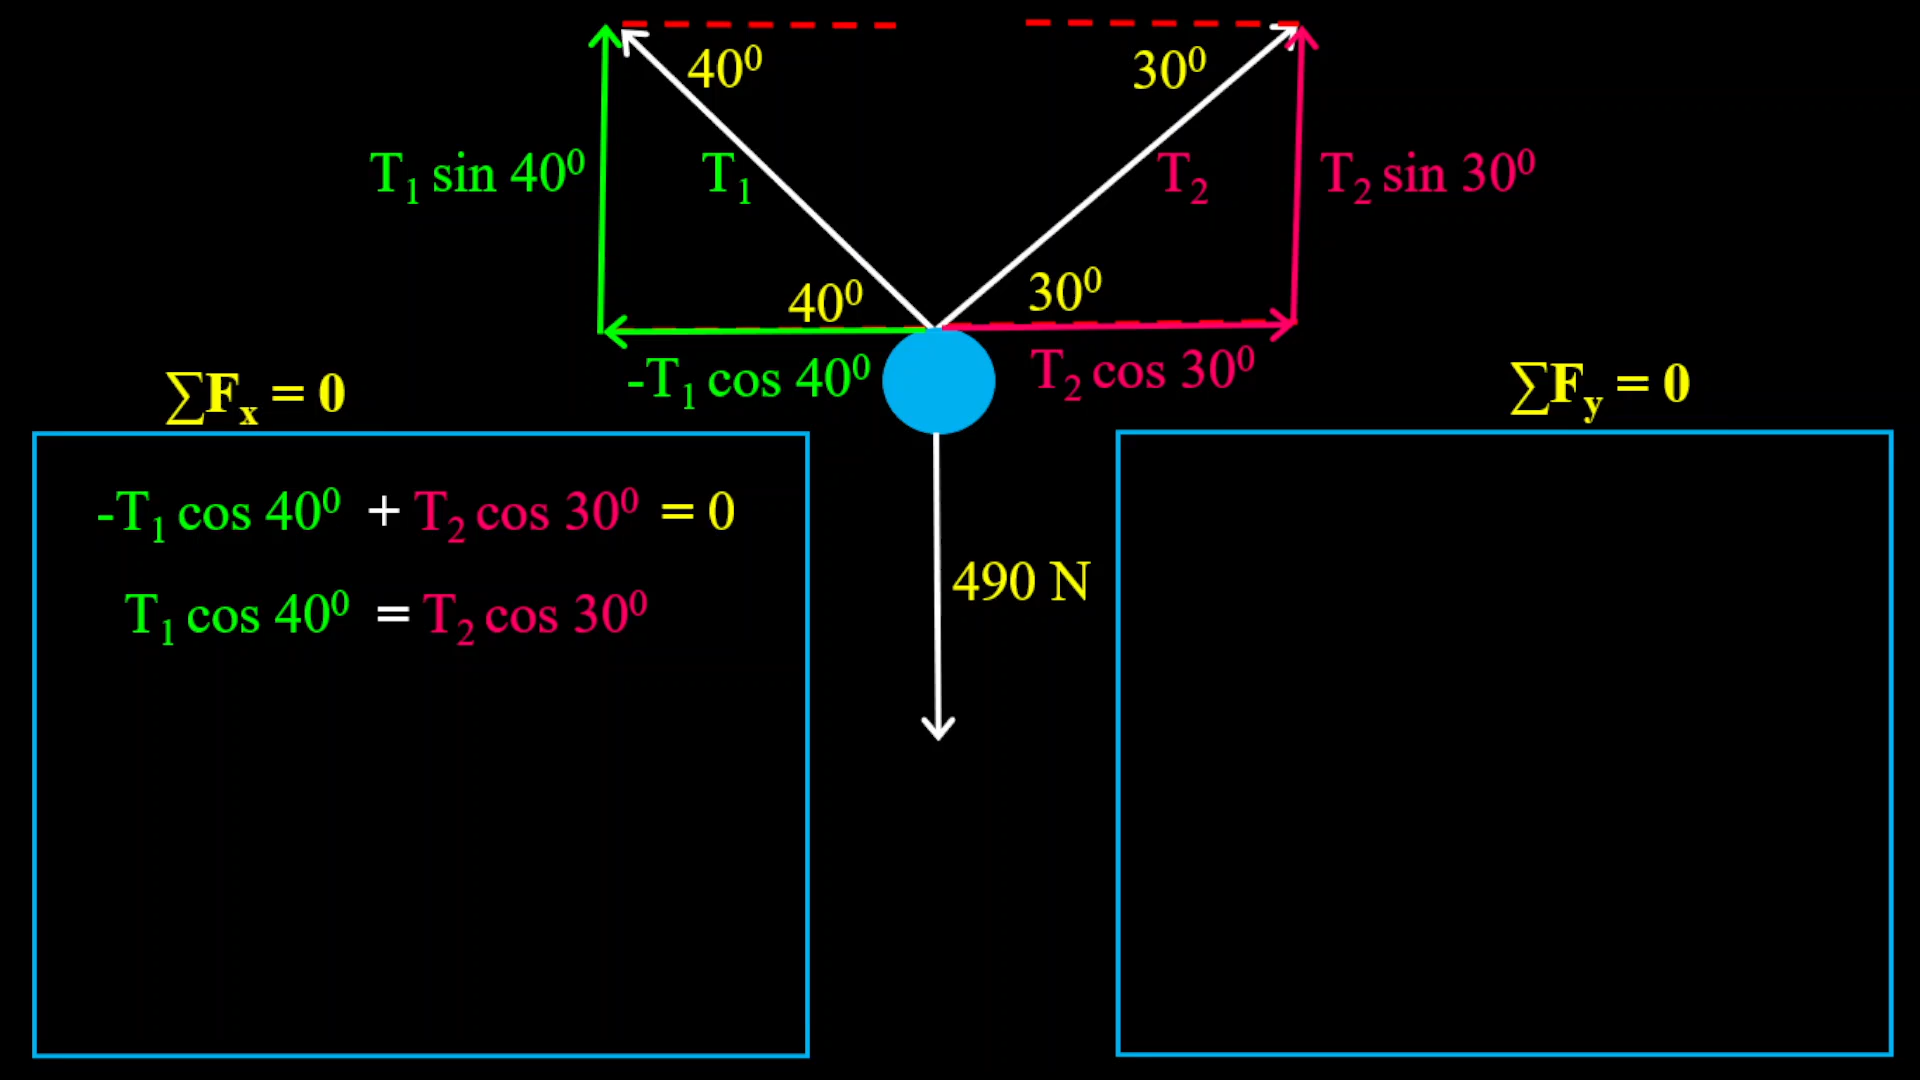 40⁰ 30⁰
T₁ sin 40⁰ T₁ T₂ T₂ sin 30⁰
40⁰ 30⁰
-T₁ cos 40⁰ T₂ cos 30⁰
∑Fₓ = 0 ∑Fᵧ = 0
-T₁ cos 40⁰ + T₂ cos 30⁰ = 0
T₁ cos 40⁰ = T₂ cos 30⁰
490 N